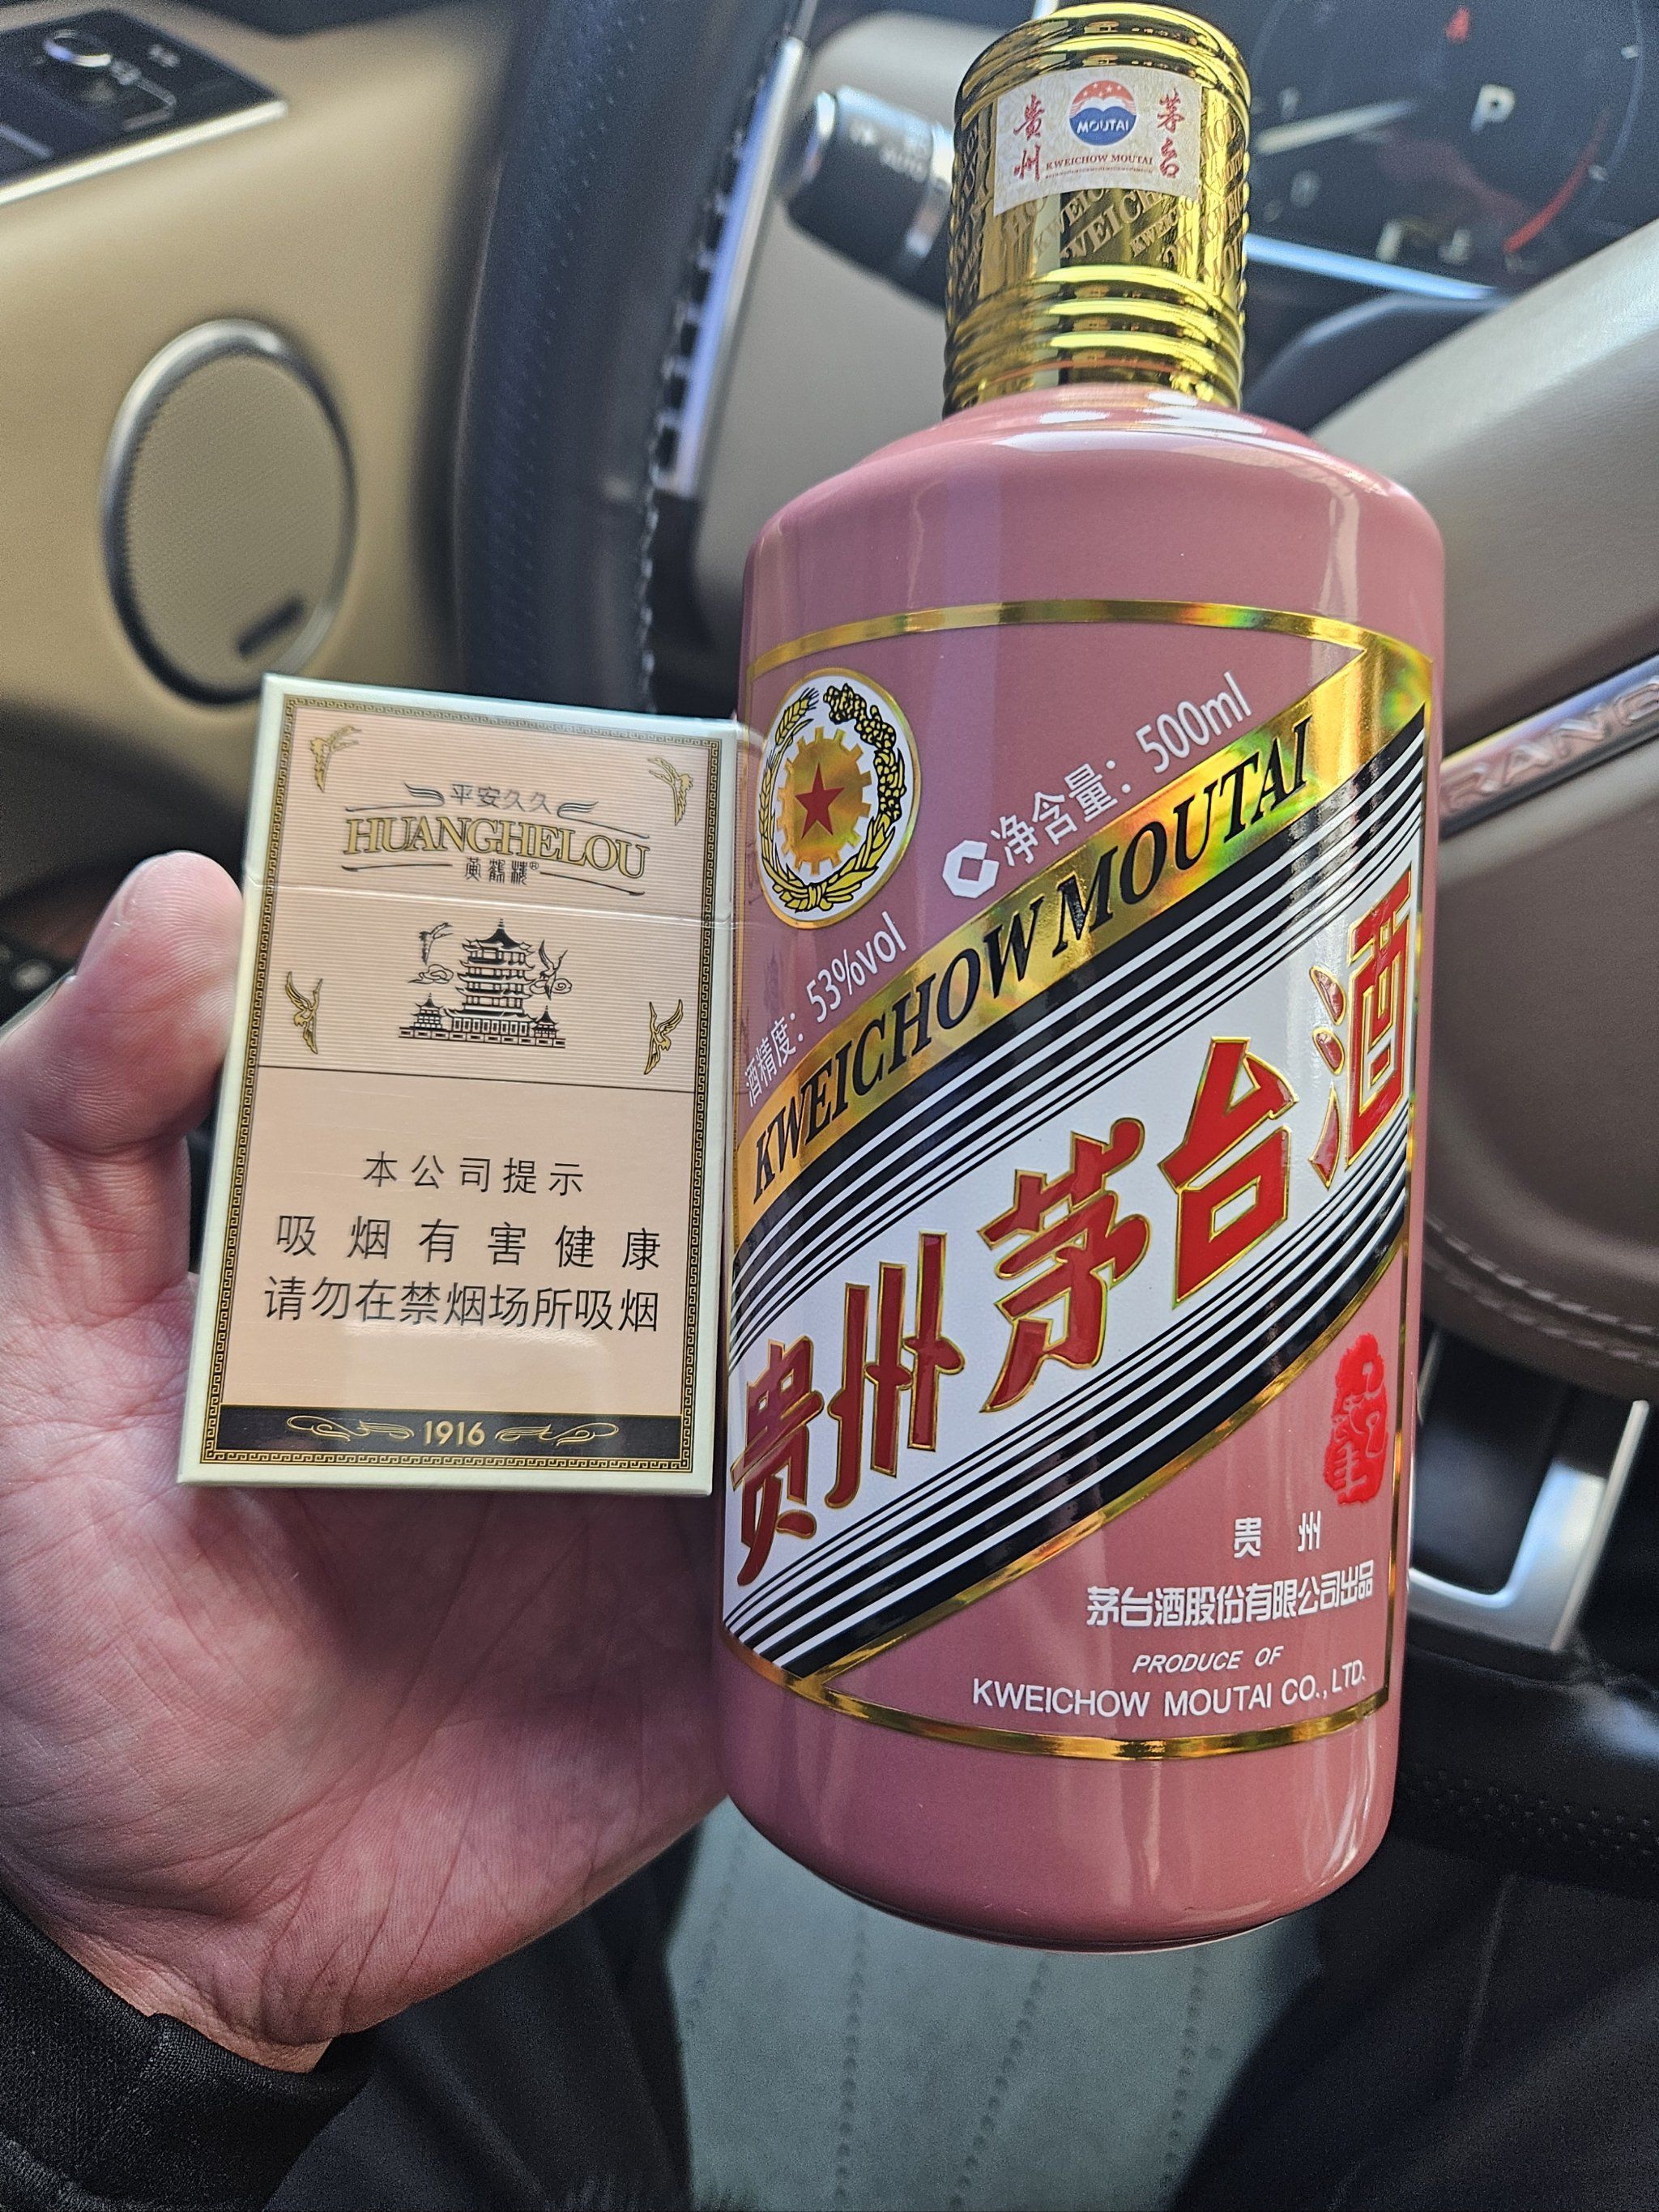 平安久久
HUANGHELOU
黄鹤楼®
本公司提示
吸烟有害健康
请勿在禁烟场所吸烟
1916
贵州
茅台
MOUTAI
KWEICHOW MOUTAI
净含量：500ml
酒精度：53%vol
KWEICHOW MOUTAI
贵州茅台酒
贵州
茅台酒股份有限公司出品
PRODUCE OF
KWEICHOW MOUTAI CO., LTD.
P